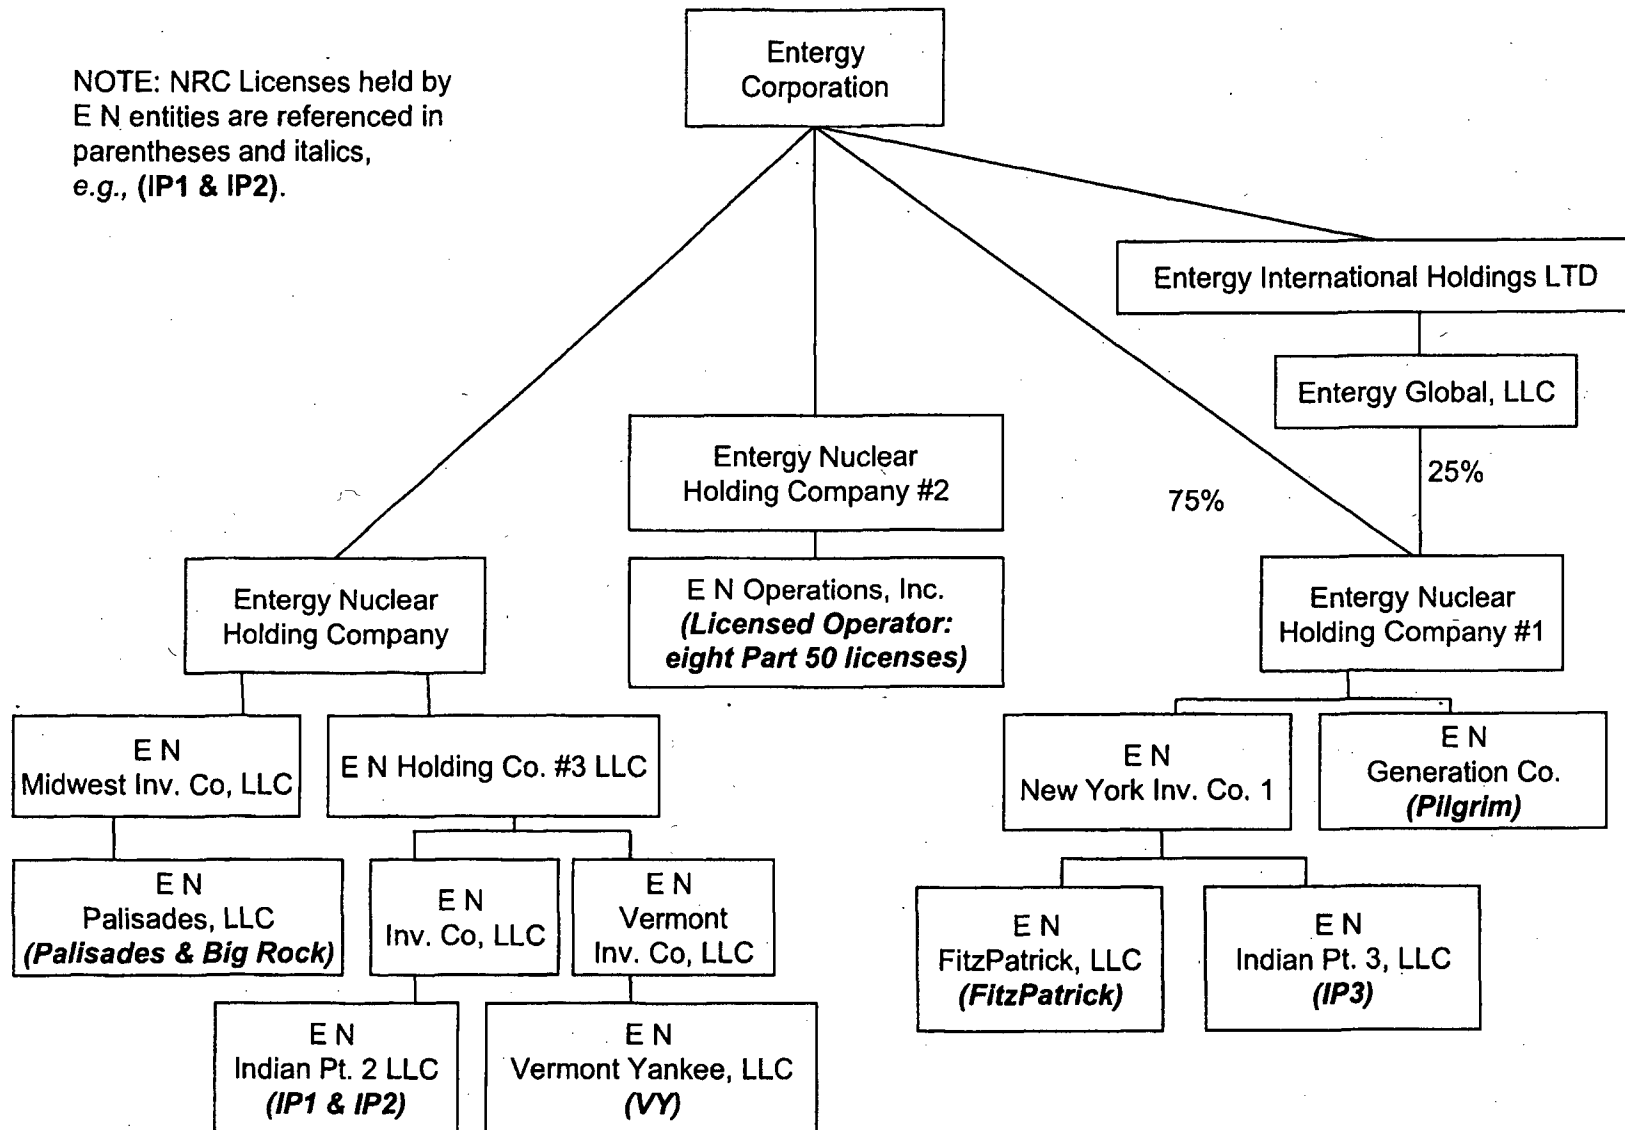 Entergy
Corporation
NOTE: NRC Licenses held by
E N entities are referenced in
parentheses and italics,
e.g., (IP1 & IP2).
Entergy International Holdings LTD
Entergy Global, LLC
25%
75%
Entergy Nuclear
Holding Company #2
E N Operations, Inc.
(Licensed Operator:
eight Part 50 licenses)
Entergy Nuclear
Holding Company
Entergy Nuclear
Holding Company #1
E N
Midwest Inv. Co, LLC
E N Holding Co. #3 LLC
E N
New York Inv. Co. 1
E N
Generation Co.
(Pilgrim)
E N
Palisades, LLC
(Palisades & Big Rock)
E N
Inv. Co, LLC
E N
Vermont
Inv. Co, LLC
E N
FitzPatrick, LLC
(FitzPatrick)
E N
Indian Pt. 3, LLC
(IP3)
E N
Indian Pt. 2 LLC
(IP1 & IP2)
E N
Vermont Yankee, LLC
(VY)